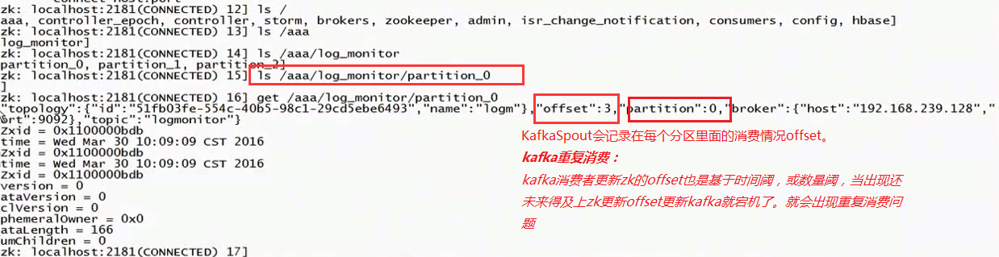 connect host:port
zk: localhost:2181(CONNECTED) 12] ls /
aaa, controller_epoch, controller, storm, brokers, zookeeper, admin, isr_change_notification, consumers, config, hbase]
zk: localhost:2181(CONNECTED) 13] ls /aaa
log_monitor]
zk: localhost:2181(CONNECTED) 14] ls /aaa/log_monitor
partition_0, partition_1, partition_2]
zk: localhost:2181(CONNECTED) 15] ls /aaa/log_monitor/partition_0
]
zk: localhost:2181(CONNECTED) 16] get /aaa/log_monitor/partition_0
"topology":{"id":"51fb03fe-554c-40b5-98c1-29cd5ebe6493","name":"logm"},"offset":3,"partition":0,"broker":{"host":"192.168.239.128","
ort":9092},"topic":"logmonitor"}
Zxid = 0x1100000bdb
time = Wed Mar 30 10:09:09 CST 2016
Zxid = 0x1100000bdb
time = Wed Mar 30 10:09:09 CST 2016
Zxid = 0x1100000bdb
version = 0
ataVersion = 0
clVersion = 0
phemeralOwner = 0x0
ataLength = 166
umChildren = 0
zk: localhost:2181(CONNECTED) 17]
KafkaSpout会记录在每个分区里面的消费情况offset。
kafka重复消费：
kafka消费者更新zk的offset也是基于时间阈，或数量阈，当出现还
未来得及上zk更新offset更新kafka就宕机了。就会出现重复消费问
题